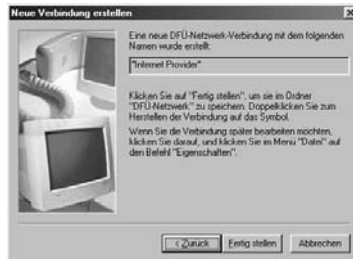 Neue Verbindung erstellen
Eine neue DFÜ-Netzwerk-Verbindung mit dem folgenden
Namen wurde erstellt:
"Internet Provider"
Klicken Sie auf "Fertig stellen", um sie im Ordner
"DFÜ-Netzwerk" zu speichern. Doppelklicken Sie zum
Herstellen der Verbindung auf das Symbol.
Wenn Sie die Verbindung später bearbeiten möchten,
klicken Sie darauf, und klicken Sie im Menü "Datei" auf
den Befehl "Eigenschaften".
< Zurück Fertig stellen Abbrechen